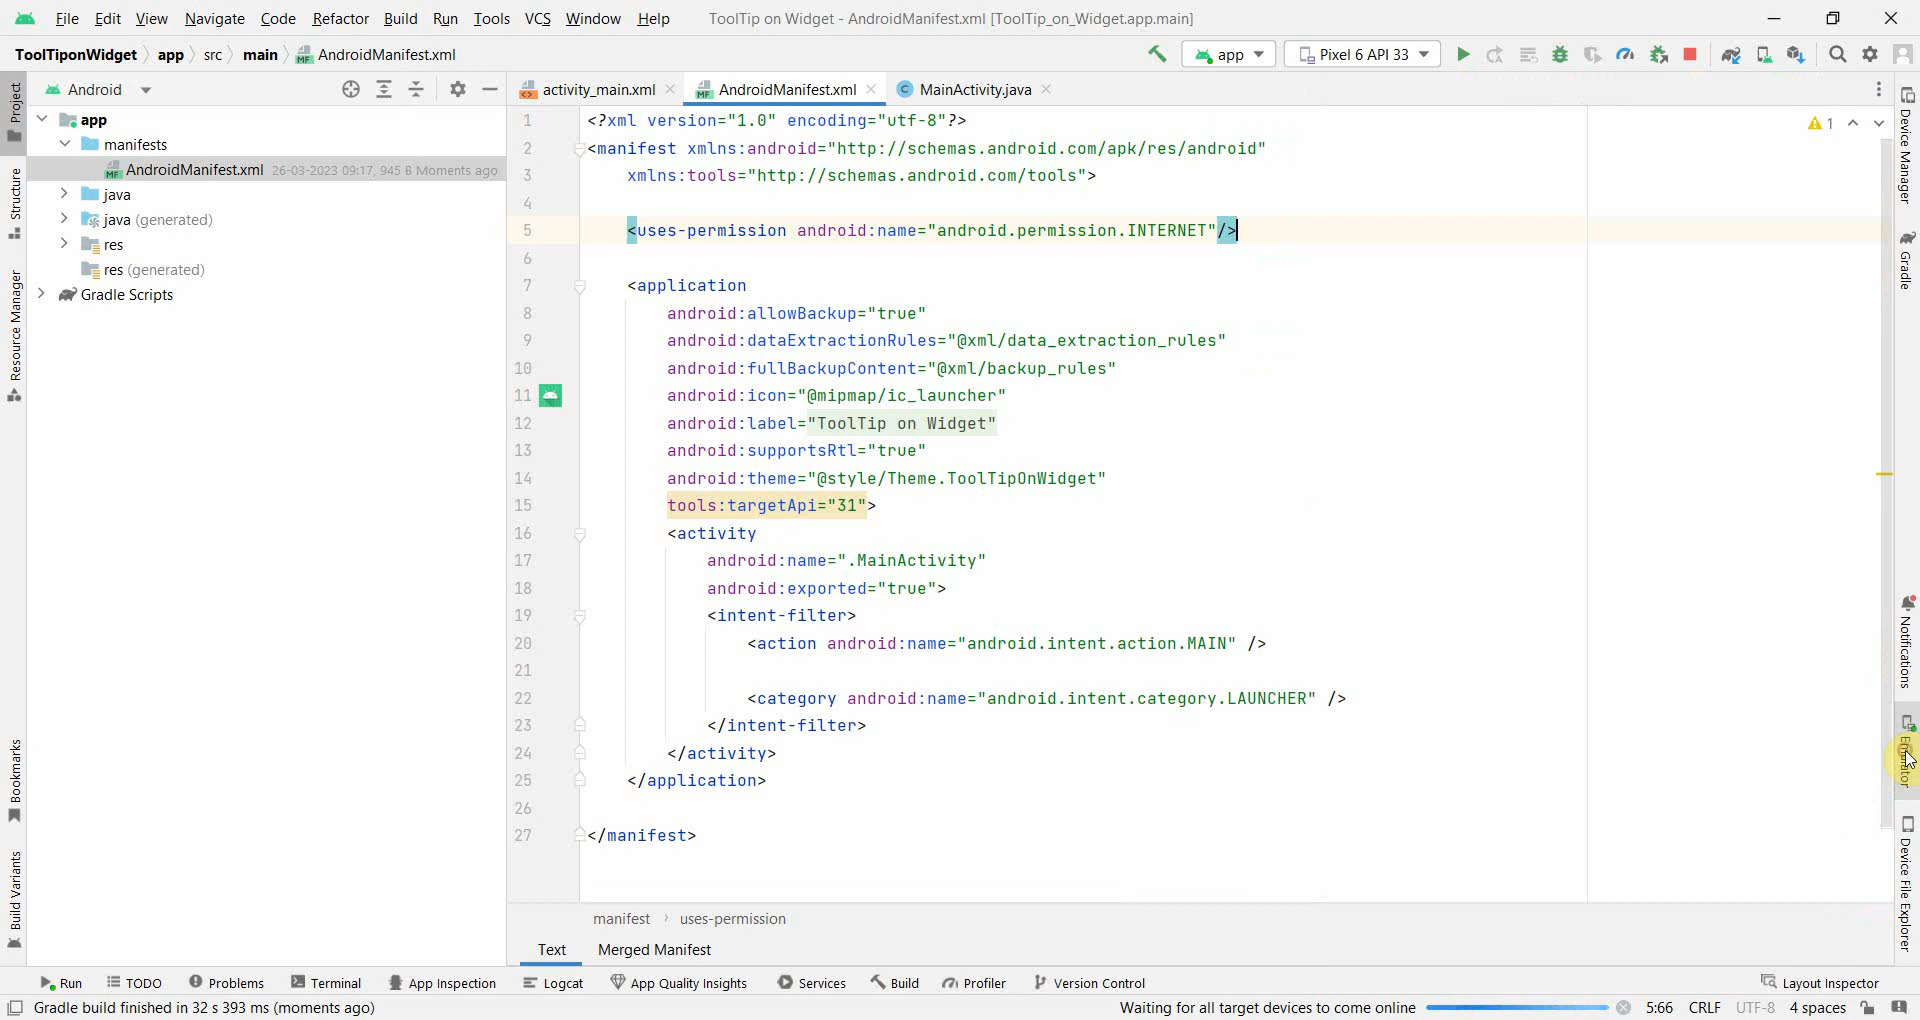 File Edit View Navigate Code Refactor Build Run Tools VCS Window Help ToolTip on Widget - AndroidManifest.xml [ToolTip_on_Widget.app.main]
ToolTiponWidget app src main AndroidManifest.xml app Pixel 6 API 33
Android
activity_main.xml AndroidManifest.xml MainActivity.java
app
manifests
AndroidManifest.xml 26-03-2023 09:17, 945 B Moments ago
java
java (generated)
res
res (generated)
Gradle Scripts
1 <?xml version="1.0" encoding="utf-8"?>
2 <manifest xmlns:android="http://schemas.android.com/apk/res/android"
3 xmlns:tools="http://schemas.android.com/tools">
4
5 <uses-permission android:name="android.permission.INTERNET"/>
6
7 <application
8 android:allowBackup="true"
9 android:dataExtractionRules="@xml/data_extraction_rules"
10 android:fullBackupContent="@xml/backup_rules"
11 android:icon="@mipmap/ic_launcher"
12 android:label="ToolTip on Widget"
13 android:supportsRtl="true"
14 android:theme="@style/Theme.ToolTipOnWidget"
15 tools:targetApi="31">
16 <activity
17 android:name=".MainActivity"
18 android:exported="true">
19 <intent-filter>
20 <action android:name="android.intent.action.MAIN" />
21
22 <category android:name="android.intent.category.LAUNCHER" />
23 </intent-filter>
24 </activity>
25 </application>
26
27 </manifest>
1
manifest uses-permission
Text Merged Manifest
Project
Structure
Resource Manager
Bookmarks
Build Variants
Device Manager
Gradle
Notifications
Emulator
Device File Explorer
Run TODO Problems Terminal App Inspection Logcat App Quality Insights Services Build Profiler Version Control Layout Inspector
Gradle build finished in 32 s 393 ms (moments ago) Waiting for all target devices to come online 5:66 CRLF UTF-8 4 spaces